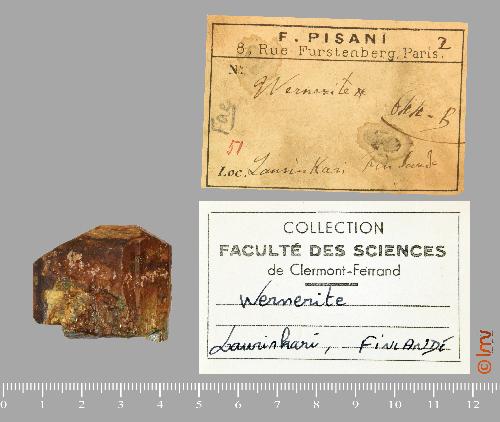 F. PISANI 2
8, Rue Furstenberg, Paris.
N:
Wernerite
51
Loc. Laurinkari Finlande
COLLECTION
FACULTÉ DES SCIENCES
de Clermont-Ferrand
Wernerite
Laurinkari, FINLANDE
© lmv
0 1 2 3 4 5 6 7 8 9 10 11 12